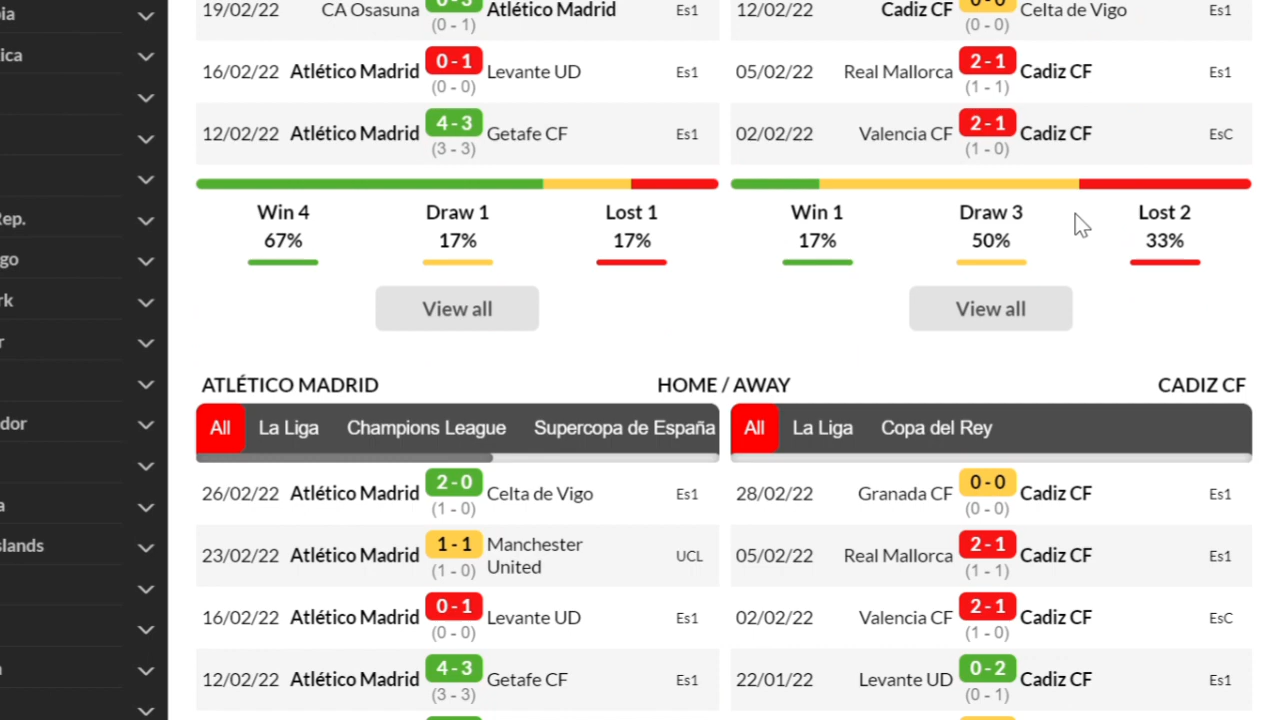 bia
19/02/22 CA Osasuna 0 - 3 Atlético Madrid Es1
(0 - 1)
12/02/22 Cadiz CF 0 - 0 Celta de Vigo Es1
(0 - 0)
ica
16/02/22 Atlético Madrid 0 - 1 Levante UD Es1
(0 - 0)
05/02/22 Real Mallorca 2 - 1 Cadiz CF Es1
(1 - 1)
12/02/22 Atlético Madrid 4 - 3 Getafe CF Es1
(3 - 3)
02/02/22 Valencia CF 2 - 1 Cadiz CF EsC
(1 - 0)
Rep.
go
rk
r
dor
a
slands
Win 4 Draw 1 Lost 1
67% 17% 17%
Win 1 Draw 3 Lost 2
17% 50% 33%
View all
View all
ATLÉTICO MADRID HOME / AWAY CADIZ CF
All La Liga Champions League Supercopa de España
All La Liga Copa del Rey
26/02/22 Atlético Madrid 2 - 0 Celta de Vigo Es1
(1 - 0)
28/02/22 Granada CF 0 - 0 Cadiz CF Es1
(0 - 0)
23/02/22 Atlético Madrid 1 - 1 Manchester United UCL
(1 - 0)
05/02/22 Real Mallorca 2 - 1 Cadiz CF Es1
(1 - 1)
16/02/22 Atlético Madrid 0 - 1 Levante UD Es1
(0 - 0)
02/02/22 Valencia CF 2 - 1 Cadiz CF EsC
(1 - 0)
12/02/22 Atlético Madrid 4 - 3 Getafe CF Es1
(3 - 3)
22/01/22 Levante UD 0 - 2 Cadiz CF Es1
(0 - 1)